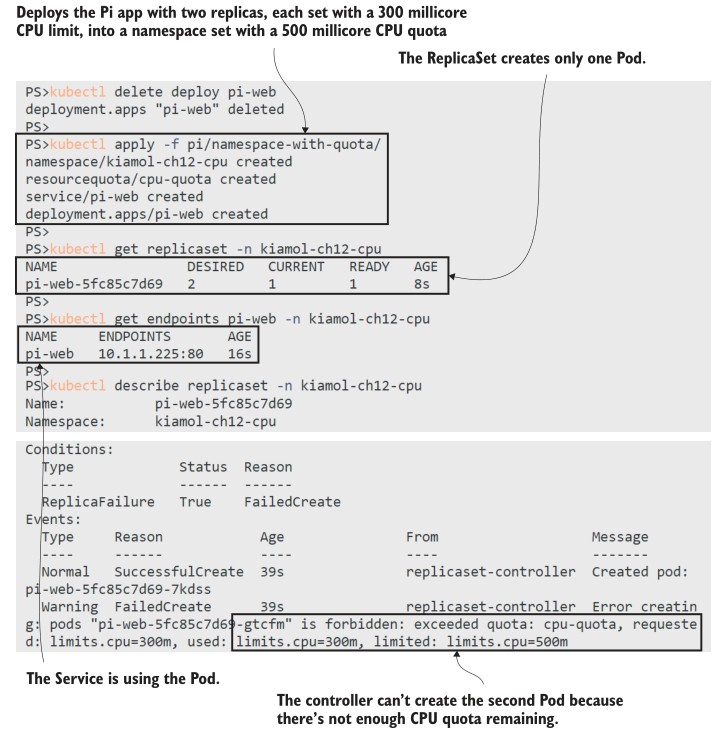 Deploys the Pi app with two replicas, each set with a 300 millicore
CPU limit, into a namespace set with a 500 millicore CPU quota
The ReplicaSet creates only one Pod.
PS>kubectl delete deploy pi-web
deployment.apps "pi-web" deleted
PS>
PS>kubectl apply -f pi/namespace-with-quota/
namespace/kiamol-ch12-cpu created
resourcequota/cpu-quota created
service/pi-web created
deployment.apps/pi-web created
PS>
PS>kubectl get replicaset -n kiamol-ch12-cpu
NAME DESIRED CURRENT READY AGE
pi-web-5fc85c7d69 2 1 1 8s
PS>
PS>kubectl get endpoints pi-web -n kiamol-ch12-cpu
NAME ENDPOINTS AGE
pi-web 10.1.1.225:80 16s
PS>
PS>kubectl describe replicaset -n kiamol-ch12-cpu
Name: pi-web-5fc85c7d69
Namespace: kiamol-ch12-cpu
Conditions:
Type Status Reason
---- ------ ------
ReplicaFailure True FailedCreate
Events:
Type Reason Age From Message
---- ------ ---- ---- -------
Normal SuccessfulCreate 39s replicaset-controller Created pod:
pi-web-5fc85c7d69-7kdss
Warning FailedCreate 39s replicaset-controller Error creatin
g: pods "pi-web-5fc85c7d69-gtcfm" is forbidden: exceeded quota: cpu-quota, requeste
d: limits.cpu=300m, used: limits.cpu=300m, limited: limits.cpu=500m
The Service is using the Pod.
The controller can't create the second Pod because
there's not enough CPU quota remaining.